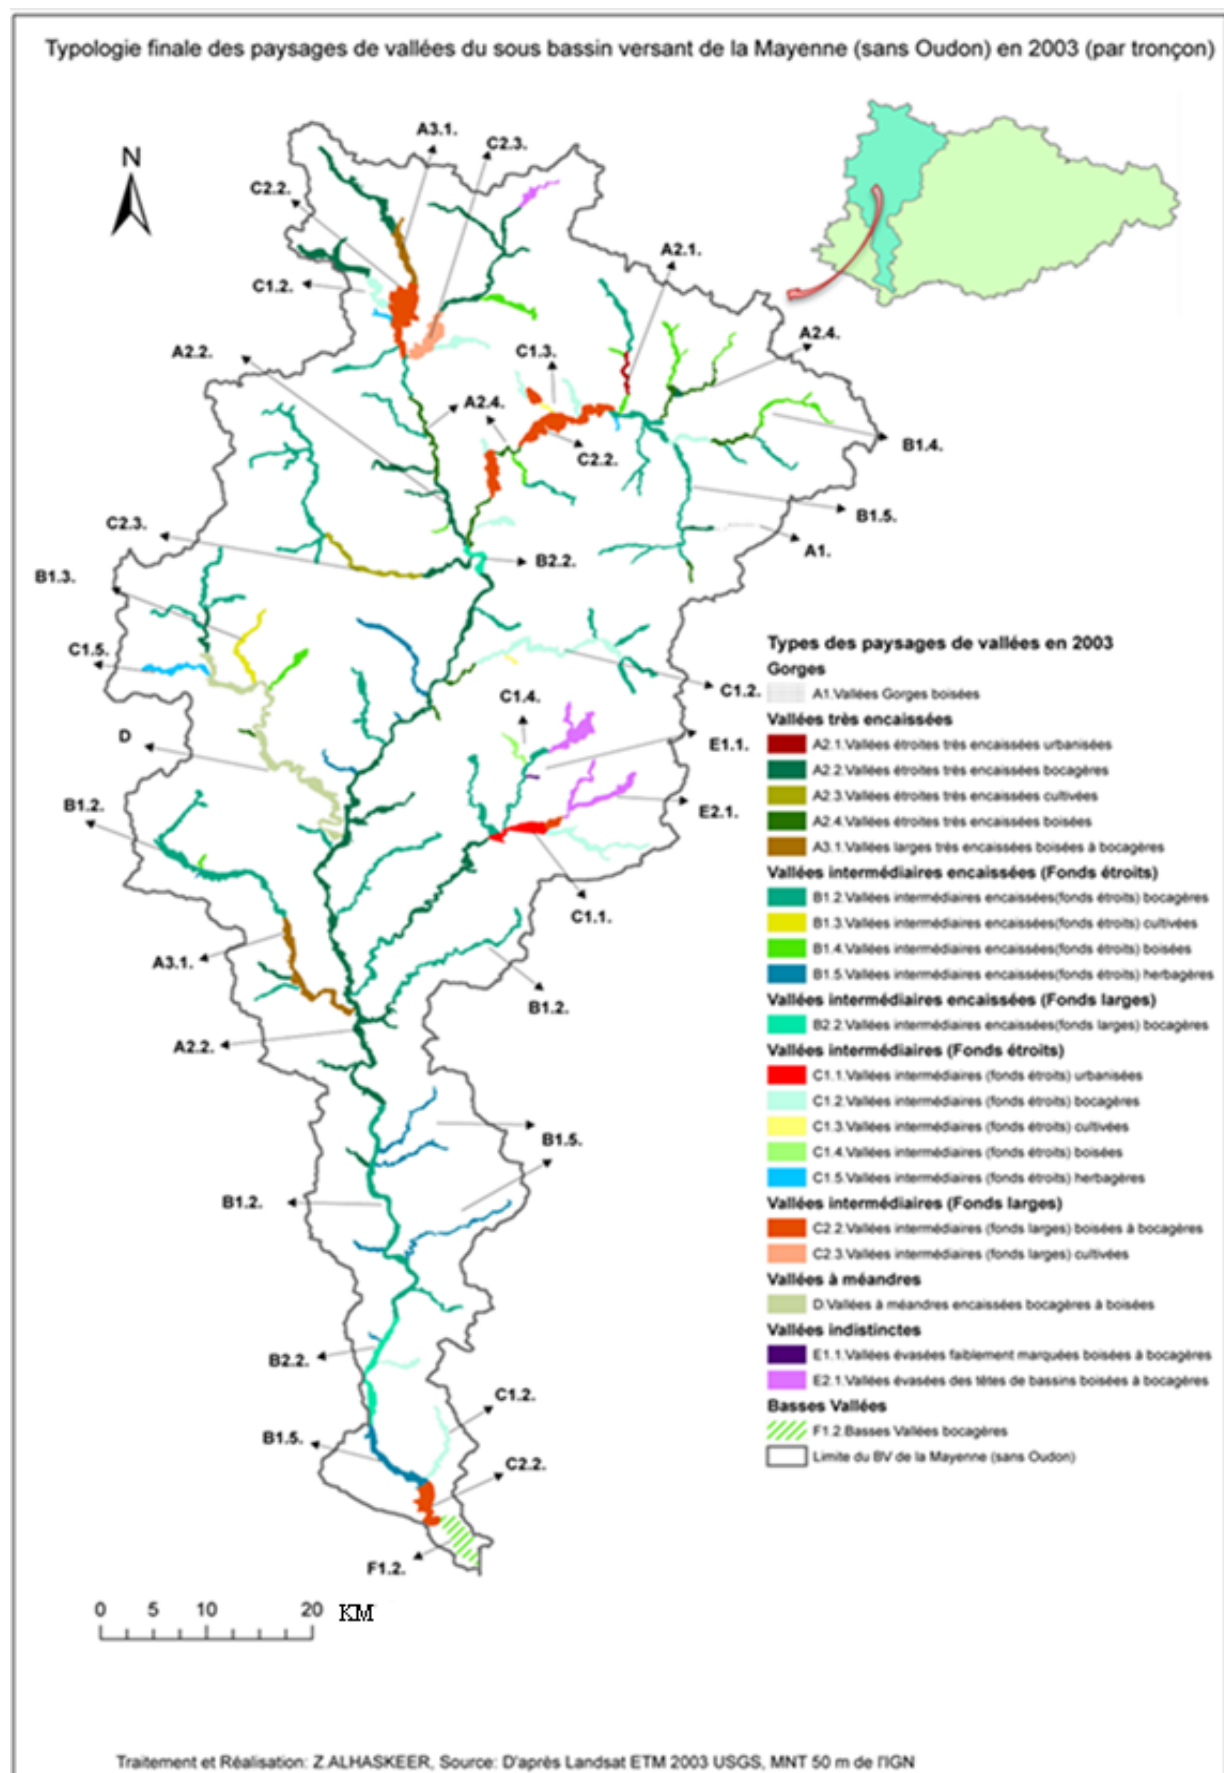 Typologie finale des paysages de vallées du sous bassin versant de la Mayenne (sans Oudon) en 2003 (par tronçon)
N
A3.1.
C2.3.
C2.2.
A2.1.
C1.2.
A2.4.
A2.2.
C1.3.
A2.4.
B1.4.
C2.2.
B1.5.
C2.3.
A1.
B2.2.
B1.3.
C1.5.
C1.2.
C1.4.
D
E1.1.
B1.2.
E2.1.
C1.1.
A3.1.
B1.2.
A2.2.
B1.5.
B1.2.
B2.2.
C1.2.
B1.5.
C2.2.
F1.2.
Types des paysages de vallées en 2003
Gorges
A1.Vallées Gorges boisées
Vallées très encaissées
A2.1.Vallées étroites très encaissées urbanisées
A2.2.Vallées étroites très encaissées bocagères
A2.3.Vallées étroites très encaissées cultivées
A2.4.Vallées étroites très encaissées boisées
A3.1.Vallées larges très encaissées boisées à bocagères
Vallées intermédiaires encaissées (Fonds étroits)
B1.2.Vallées intermédiaires encaissées(fonds étroits) bocagères
B1.3.Vallées intermédiaires encaissées(fonds étroits) cultivées
B1.4.Vallées intermédiaires encaissées(fonds étroits) boisées
B1.5.Vallées intermédiaires encaissées(fonds étroits) herbagères
Vallées intermédiaires encaissées (Fonds larges)
B2.2.Vallées intermédiaires encaissées(fonds larges) bocagères
Vallées intermédiaires (Fonds étroits)
C1.1.Vallées intermédiaires (fonds étroits) urbanisées
C1.2.Vallées intermédiaires (fonds étroits) bocagères
C1.3.Vallées intermédiaires (fonds étroits) cultivées
C1.4.Vallées intermédiaires (fonds étroits) boisées
C1.5.Vallées intermédiaires (fonds étroits) herbagères
Vallées intermédiaires (Fonds larges)
C2.2.Vallées intermédiaires (fonds larges) boisées à bocagères
C2.3.Vallées intermédiaires (fonds larges) cultivées
Vallées à méandres
D.Vallées à méandres encaissées bocagères à boisées
Vallées indistinctes
E1.1.Vallées évasées faiblement marquées boisées à bocagères
E2.1.Vallées évasées des têtes de bassins boisées à bocagères
Basses Vallées
F1.2.Basses Vallées bocagères
Limite du BV de la Mayenne (sans Oudon)
0 5 10 20 KM
Traitement et Réalisation: Z.ALHASKEER, Source: D'après Landsat ETM 2003 USGS, MNT 50 m de l'IGN